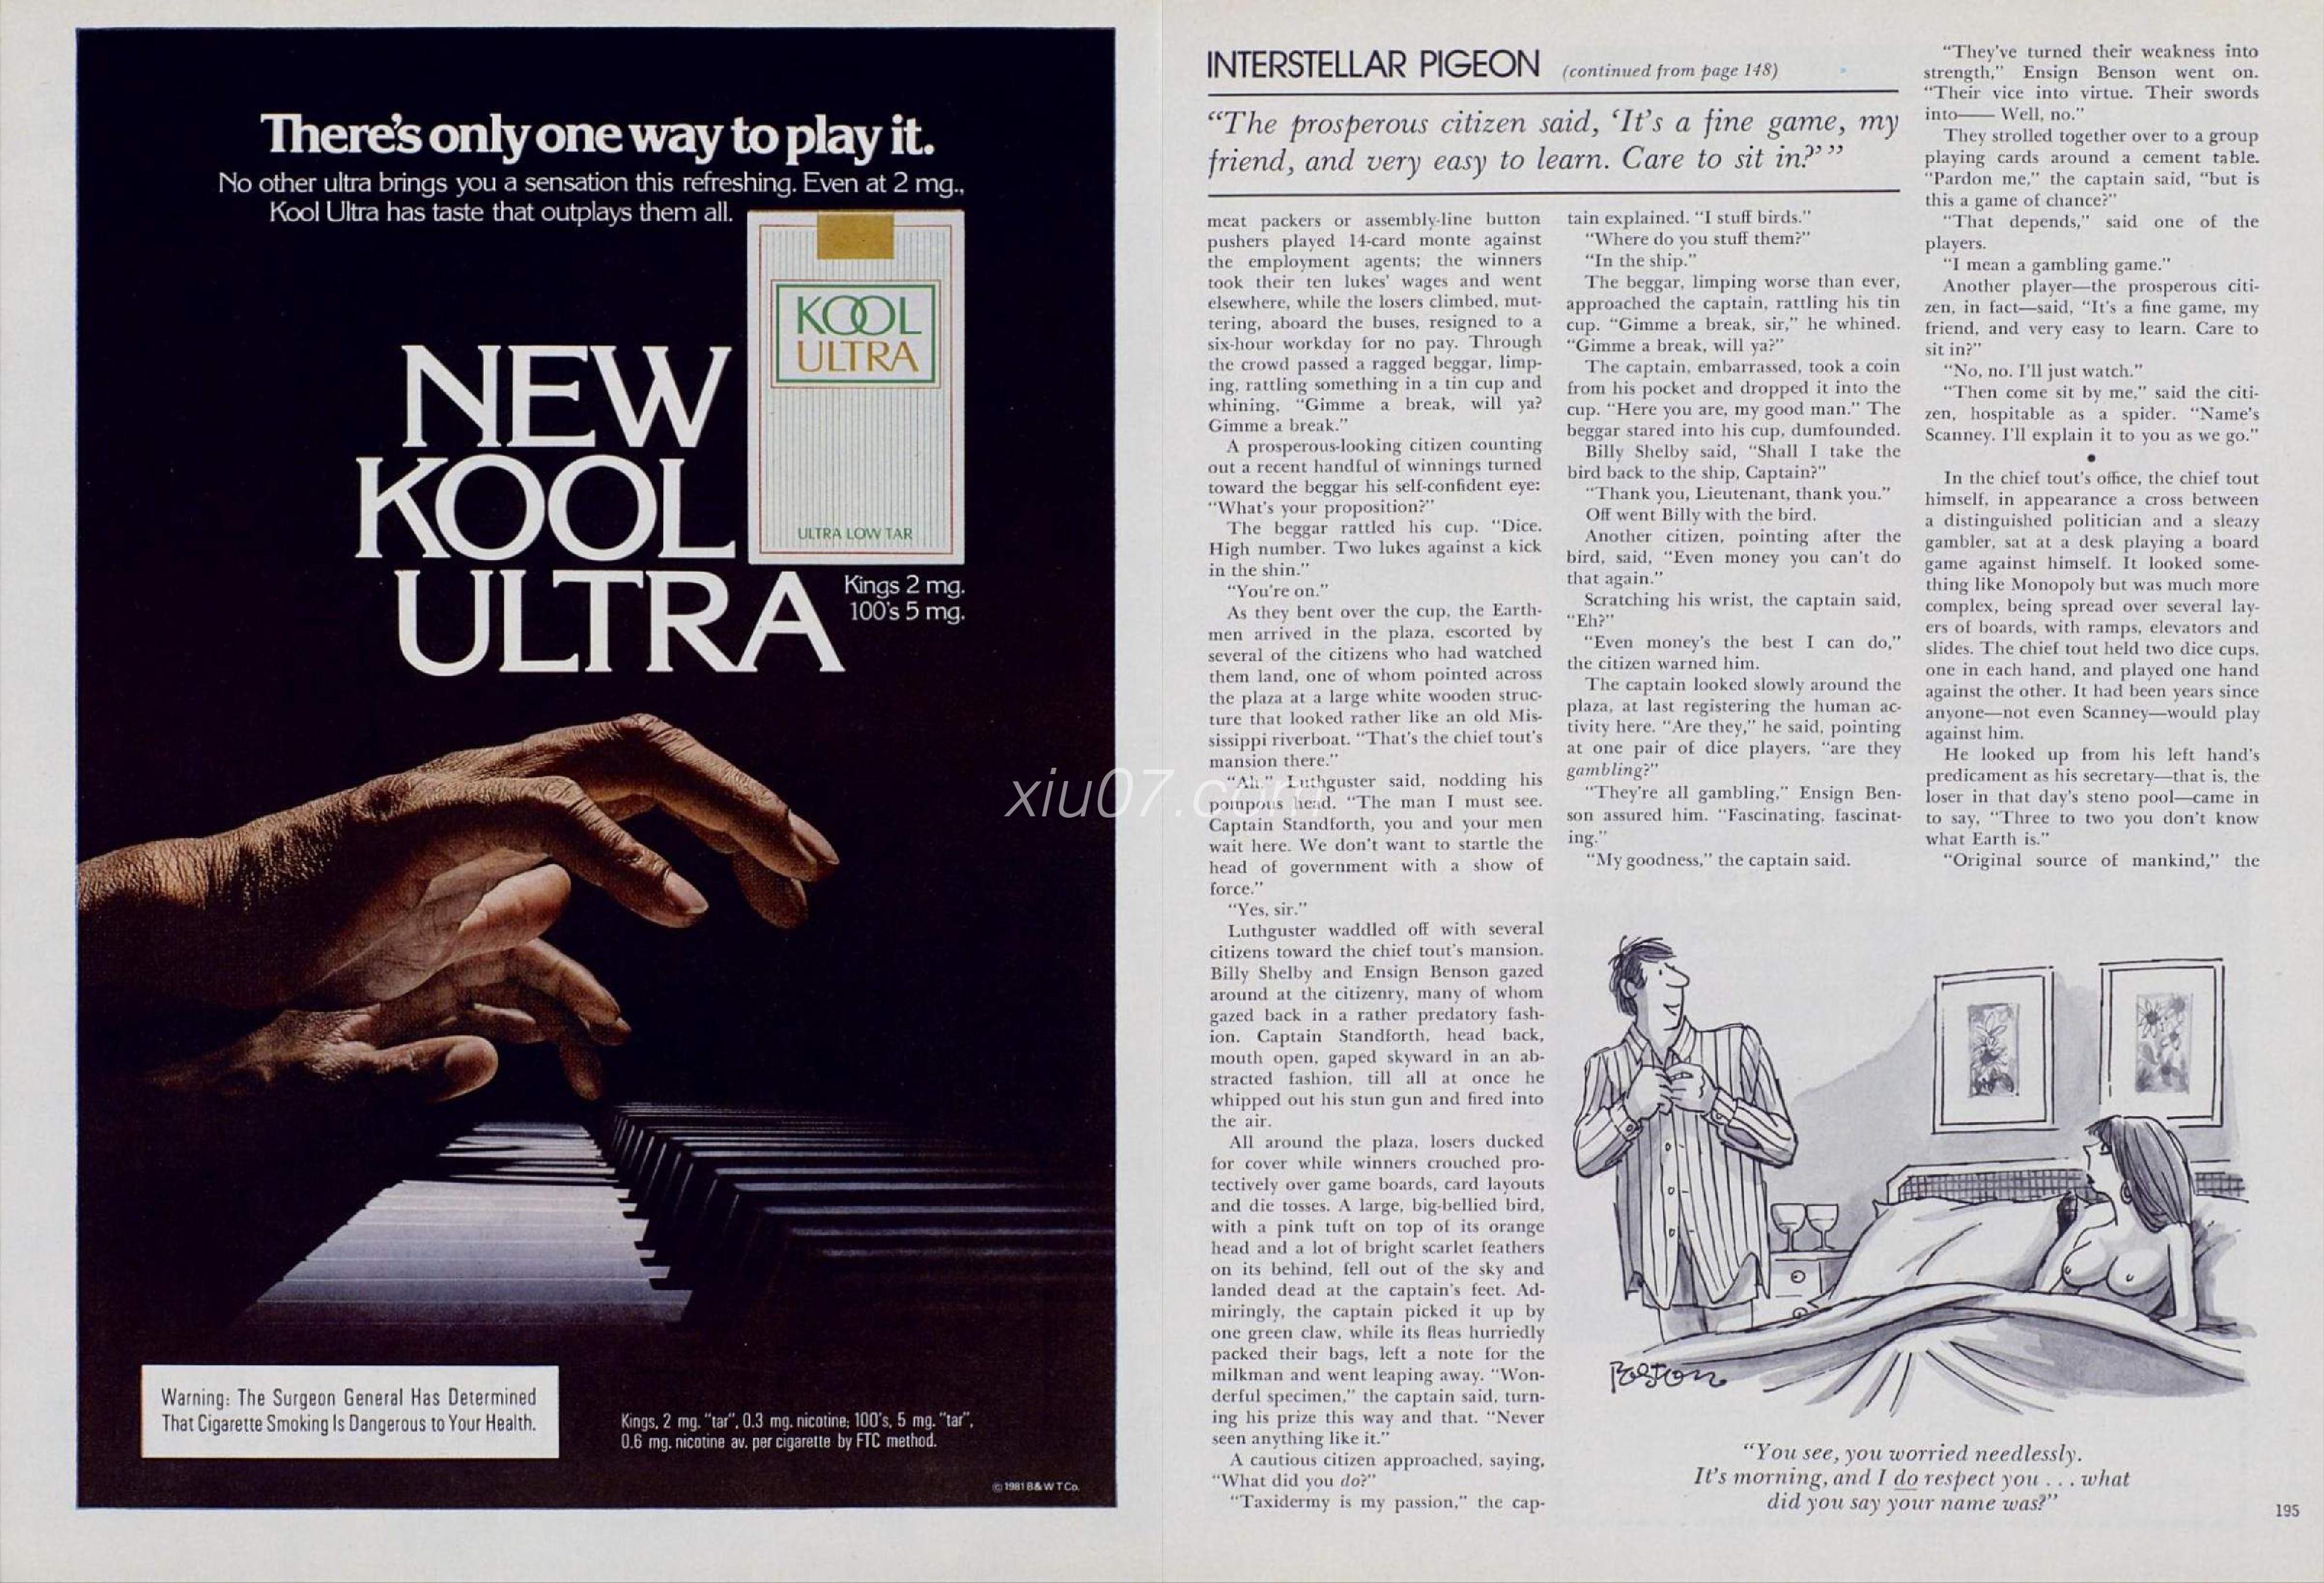 There's only one way to play it.
No other ultra brings you a sensation this refreshing. Even at 2 mg.,
Kool Ultra has taste that outplays them all.
KOOL
ULTRA
ULTRA LOW TAR
NEW
KOOL
ULTRA
Kings 2 mg.
100's 5 mg.
Warning: The Surgeon General Has Determined
That Cigarette Smoking Is Dangerous to Your Health.
Kings, 2 mg. "tar", 0.3 mg. nicotine; 100's, 5 mg. "tar",
0.6 mg. nicotine av. per cigarette by FTC method.
© 1981 B&W T Co.
xiu07.com
INTERSTELLAR PIGEON (continued from page 148)
"The prosperous citizen said, 'It's a fine game, my
friend, and very easy to learn. Care to sit in?'"
meat packers or assembly-line button
pushers played 14-card monte against
the employment agents; the winners
took their ten lukes' wages and went
elsewhere, while the losers climbed, mut-
tering, aboard the buses, resigned to a
six-hour workday for no pay. Through
the crowd passed a ragged beggar, limp-
ing, rattling something in a tin cup and
whining, "Gimme a break, will ya?
Gimme a break."
A prosperous-looking citizen counting
out a recent handful of winnings turned
toward the beggar his self-confident eye:
"What's your proposition?"
The beggar rattled his cup. "Dice.
High number. Two lukes against a kick
in the shin."
"You're on."
As they bent over the cup, the Earth-
men arrived in the plaza, escorted by
several of the citizens who had watched
them land, one of whom pointed across
the plaza at a large white wooden struc-
ture that looked rather like an old Mis-
sissippi riverboat. "That's the chief tout's
mansion there."
"Ah," Luthguster said, nodding his
pompous head. "The man I must see.
Captain Standforth, you and your men
wait here. We don't want to startle the
head of government with a show of
force."
"Yes, sir."
Luthguster waddled off with several
citizens toward the chief tout's mansion.
Billy Shelby and Ensign Benson gazed
around at the citizenry, many of whom
gazed back in a rather predatory fash-
ion. Captain Standforth, head back,
mouth open, gaped skyward in an ab-
stracted fashion, till all at once he
whipped out his stun gun and fired into
the air.
All around the plaza, losers ducked
for cover while winners crouched pro-
tectively over game boards, card layouts
and die tosses. A large, big-bellied bird,
with a pink tuft on top of its orange
head and a lot of bright scarlet feathers
on its behind, fell out of the sky and
landed dead at the captain's feet. Ad-
miringly, the captain picked it up by
one green claw, while its fleas hurriedly
packed their bags, left a note for the
milkman and went leaping away. "Won-
derful specimen," the captain said, turn-
ing his prize this way and that. "Never
seen anything like it."
A cautious citizen approached, saying,
"What did you do?"
"Taxidermy is my passion," the cap-
tain explained. "I stuff birds."
"Where do you stuff them?"
"In the ship."
The beggar, limping worse than ever,
approached the captain, rattling his tin
cup. "Gimme a break, sir," he whined.
"Gimme a break, will ya?"
The captain, embarrassed, took a coin
from his pocket and dropped it into the
cup. "Here you are, my good man." The
beggar stared into his cup, dumfounded.
Billy Shelby said, "Shall I take the
bird back to the ship, Captain?"
"Thank you, Lieutenant, thank you."
Off went Billy with the bird.
Another citizen, pointing after the
bird, said, "Even money you can't do
that again."
Scratching his wrist, the captain said,
"Eh?"
"Even money's the best I can do,"
the citizen warned him.
The captain looked slowly around the
plaza, at last registering the human ac-
tivity here. "Are they," he said, pointing
at one pair of dice players, "are they
gambling?"
"They're all gambling," Ensign Ben-
son assured him. "Fascinating, fascinat-
ing."
"My goodness," the captain said.
"They've turned their weakness into
strength," Ensign Benson went on.
"Their vice into virtue. Their swords
into—— Well, no."
They strolled together over to a group
playing cards around a cement table.
"Pardon me," the captain said, "but is
this a game of chance?"
"That depends," said one of the
players.
"I mean a gambling game."
Another player—the prosperous citi-
zen, in fact—said, "It's a fine game, my
friend, and very easy to learn. Care to
sit in?"
"No, no. I'll just watch."
"Then come sit by me," said the citi-
zen, hospitable as a spider. "Name's
Scanney. I'll explain it to you as we go."
•
In the chief tout's office, the chief tout
himself, in appearance a cross between
a distinguished politician and a sleazy
gambler, sat at a desk playing a board
game against himself. It looked some-
thing like Monopoly but was much more
complex, being spread over several lay-
ers of boards, with ramps, elevators and
slides. The chief tout held two dice cups,
one in each hand, and played one hand
against the other. It had been years since
anyone—not even Scanney—would play
against him.
He looked up from his left hand's
predicament as his secretary—that is, the
loser in that day's steno pool—came in
to say, "Three to two you don't know
what Earth is."
"Original source of mankind," the
"You see, you worried needlessly.
It's morning, and I do respect you . . . what
did you say your name was?"
195